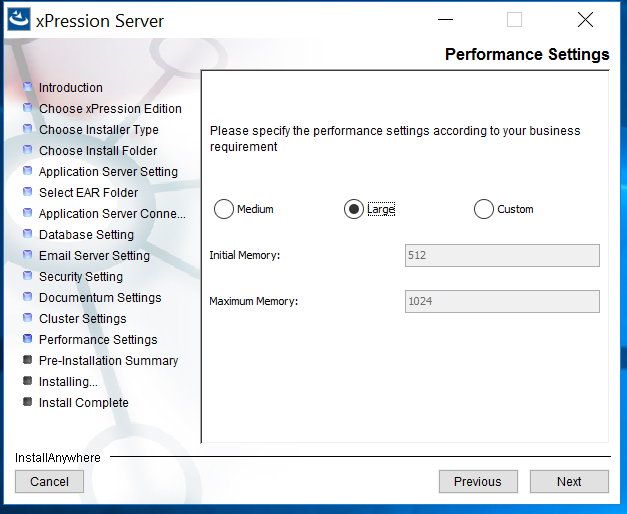 xPression Server
Performance Settings
Introduction
Choose xPression Edition
Choose Installer Type
Choose Install Folder
Application Server Setting
Select EAR Folder
Application Server Conne...
Database Setting
Email Server Setting
Security Setting
Documentum Settings
Cluster Settings
Performance Settings
Pre-Installation Summary
Installing...
Install Complete
Please specify the performance settings according to your business
requirement
Medium Large Custom
Initial Memory: 512
Maximum Memory: 1024
InstallAnywhere
Cancel Previous Next